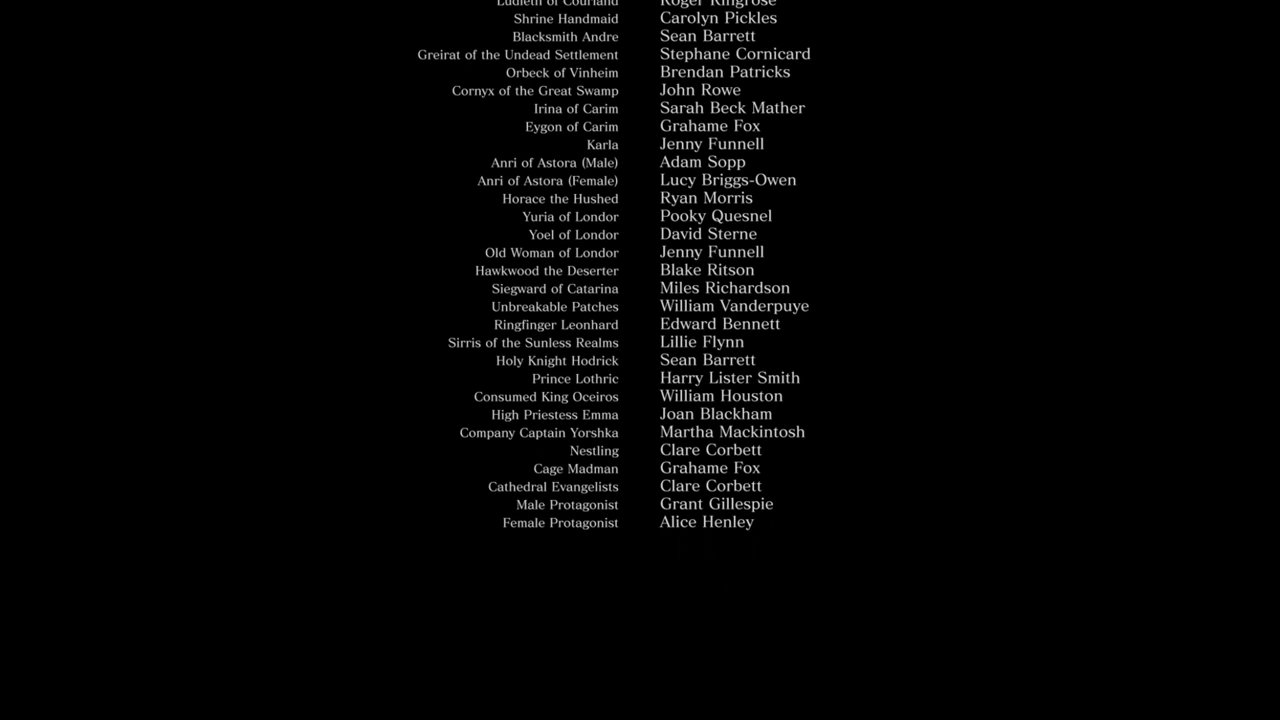 Ludleth of Courland Roger Ringrose
Shrine Handmaid Carolyn Pickles
Blacksmith Andre Sean Barrett
Greirat of the Undead Settlement Stephane Cornicard
Orbeck of Vinheim Brendan Patricks
Cornyx of the Great Swamp John Rowe
Irina of Carim Sarah Beck Mather
Eygon of Carim Grahame Fox
Karla Jenny Funnell
Anri of Astora (Male) Adam Sopp
Anri of Astora (Female) Lucy Briggs-Owen
Horace the Hushed Ryan Morris
Yuria of Londor Pooky Quesnel
Yoel of Londor David Sterne
Old Woman of Londor Jenny Funnell
Hawkwood the Deserter Blake Ritson
Siegward of Catarina Miles Richardson
Unbreakable Patches William Vanderpuye
Ringfinger Leonhard Edward Bennett
Sirris of the Sunless Realms Lillie Flynn
Holy Knight Hodrick Sean Barrett
Prince Lothric Harry Lister Smith
Consumed King Oceiros William Houston
High Priestess Emma Joan Blackham
Company Captain Yorshka Martha Mackintosh
Nestling Clare Corbett
Cage Madman Grahame Fox
Cathedral Evangelists Clare Corbett
Male Protagonist Grant Gillespie
Female Protagonist Alice Henley